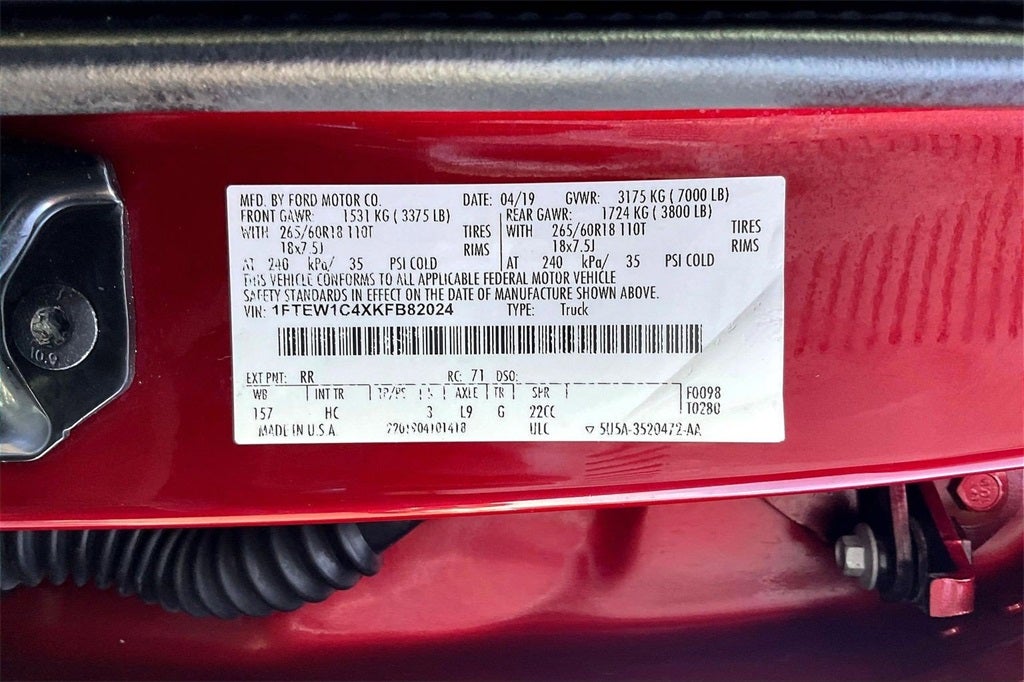 MFD. BY FORD MOTOR CO. DATE: 04/19 GVWR: 3175 KG ( 7000 LB)
FRONT GAWR: 1531 KG ( 3375 LB) REAR GAWR: 1724 KG ( 3800 LB)
WITH 265/60R18 110T TIRES WITH 265/60R18 110T TIRES
18x7.5J RIMS 18x7.5J RIMS
AT 240 kPa/ 35 PSI COLD AT 240 kPa/ 35 PSI COLD
THIS VEHICLE CONFORMS TO ALL APPLICABLE FEDERAL MOTOR VEHICLE
SAFETY STANDARDS IN EFFECT ON THE DATE OF MANUFACTURE SHOWN ABOVE.
VIN: 1FTEW1C4XKFB82024 TYPE: Truck
EXT PNT: RR RC: 71 DSO:
WB INT TR TP/PS AXLE TR SPR F0098
157 HC 3 L9 G 22CC T0280
MADE IN U.S.A. ULC
10.9